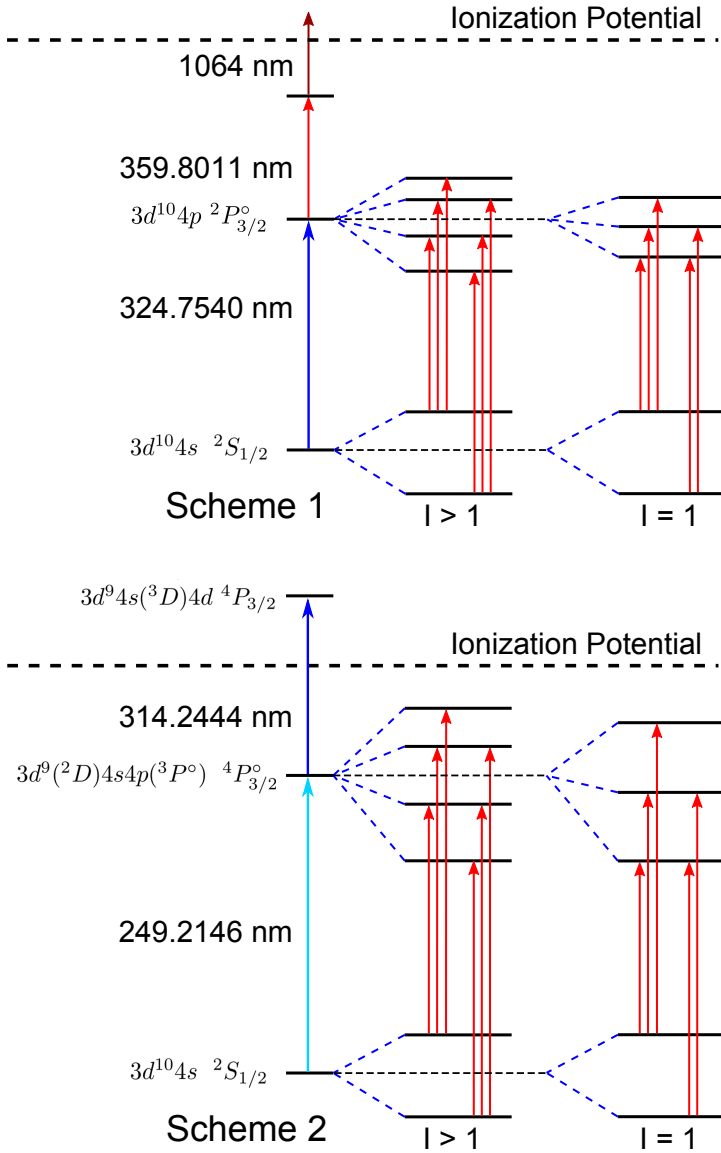 Ionization Potential
1064 nm
359.8011 nm
3d¹⁰4p ²P°₃/₂
324.7540 nm
3d¹⁰4s ²S₁/₂
Scheme 1
I > 1
I = 1
3d⁹4s(³D)4d ⁴P₃/₂
Ionization Potential
314.2444 nm
3d⁹(²D)4s4p(³P°) ⁴P°₃/₂
249.2146 nm
3d¹⁰4s ²S₁/₂
Scheme 2
I > 1
I = 1